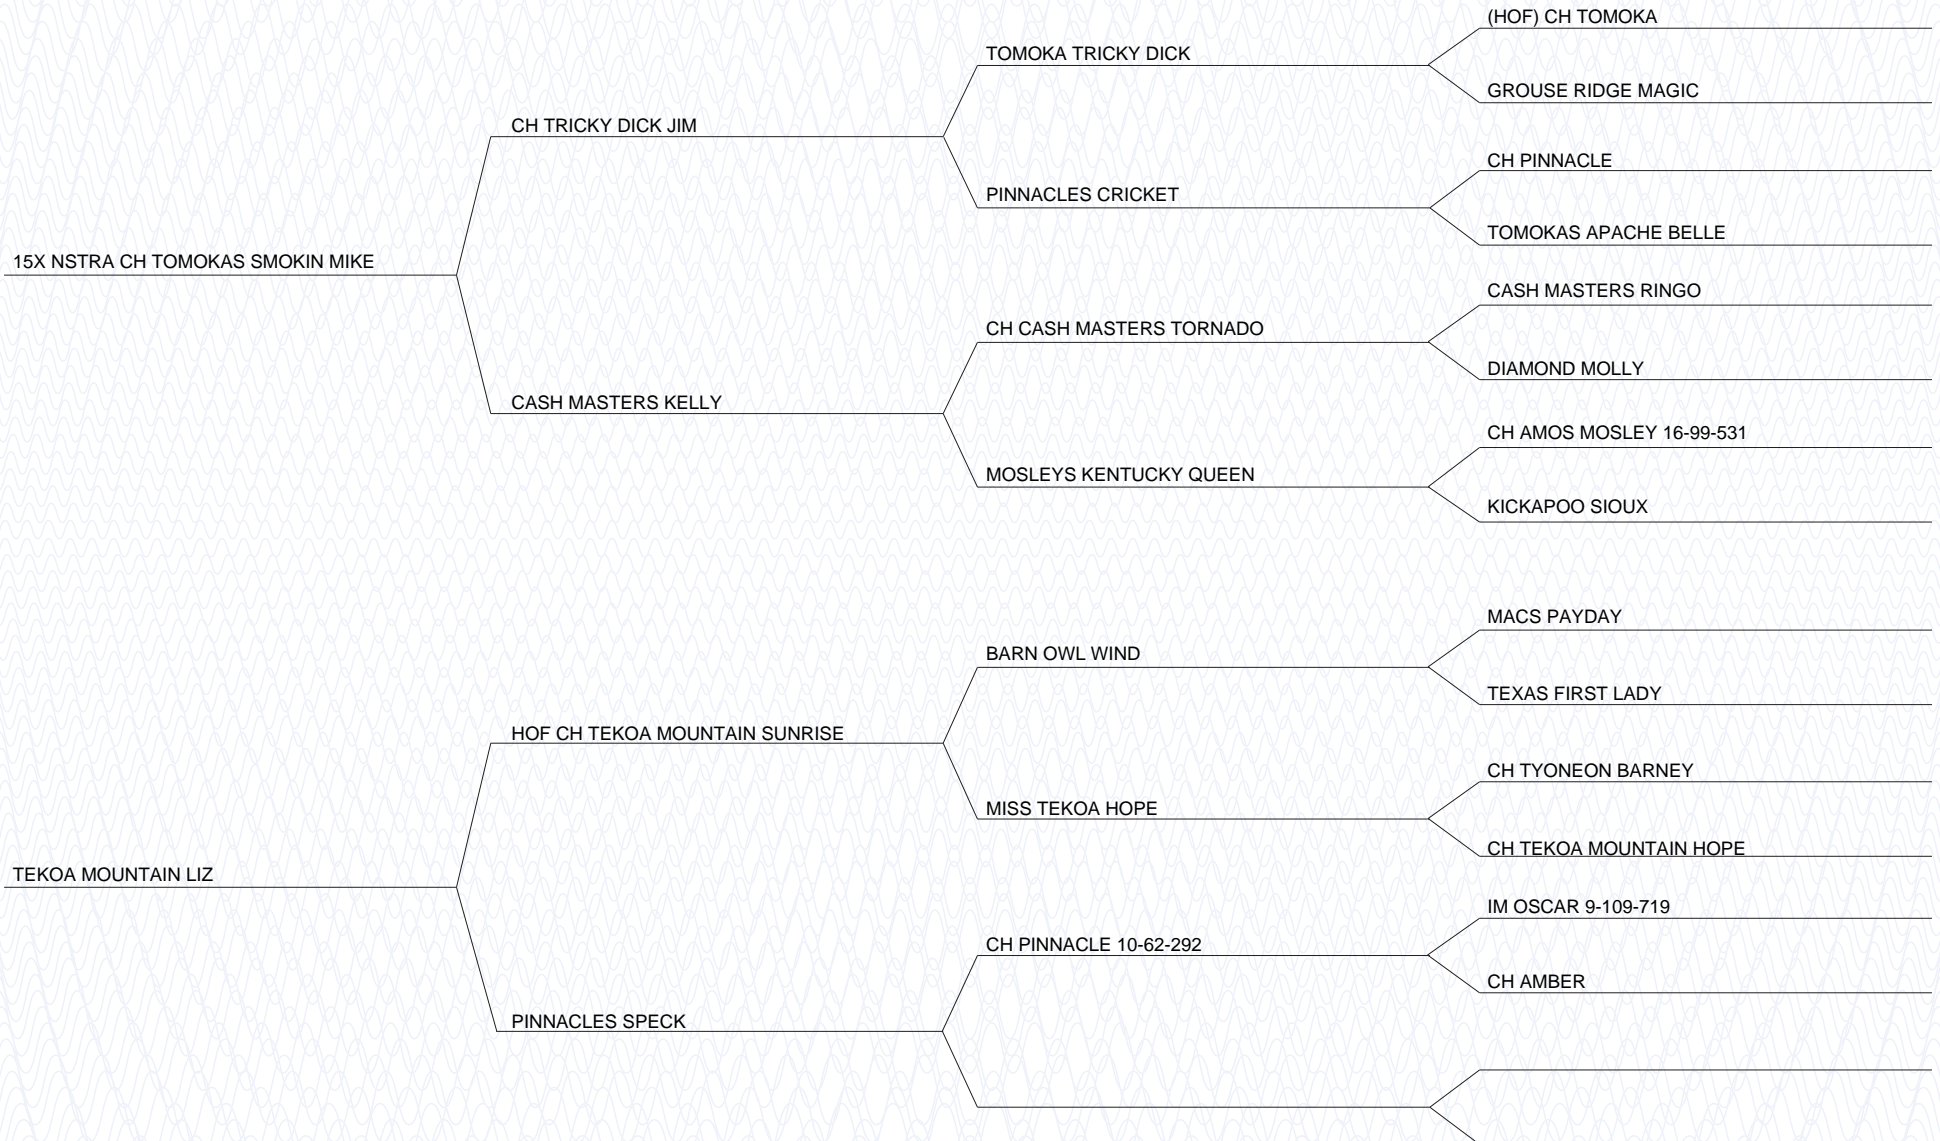 (HOF) CH TOMOKA
TOMOKA TRICKY DICK
GROUSE RIDGE MAGIC
CH TRICKY DICK JIM
CH PINNACLE
PINNACLES CRICKET
TOMOKAS APACHE BELLE
15X NSTRA CH TOMOKAS SMOKIN MIKE
CASH MASTERS RINGO
CH CASH MASTERS TORNADO
DIAMOND MOLLY
CASH MASTERS KELLY
CH AMOS MOSLEY 16-99-531
MOSLEYS KENTUCKY QUEEN
KICKAPOO SIOUX
MACS PAYDAY
BARN OWL WIND
TEXAS FIRST LADY
HOF CH TEKOA MOUNTAIN SUNRISE
CH TYONEON BARNEY
MISS TEKOA HOPE
CH TEKOA MOUNTAIN HOPE
TEKOA MOUNTAIN LIZ
IM OSCAR 9-109-719
CH PINNACLE 10-62-292
CH AMBER
PINNACLES SPECK